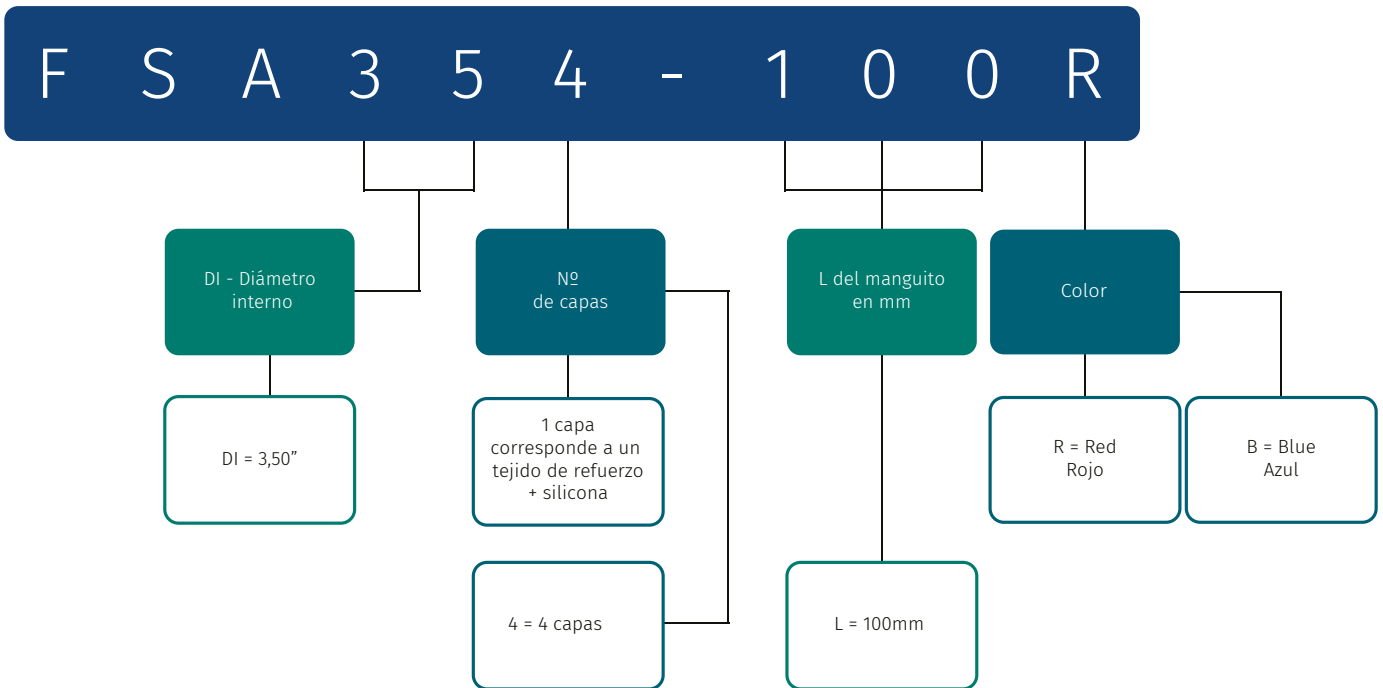 F S A 3 5 4 - 1 0 0 R
DI - Diámetro
interno
Nº
de capas
L del manguito
en mm
Color
DI = 3,50”
1 capa
corresponde a un
tejido de refuerzo
+ silicona
R = Red
Rojo
B = Blue
Azul
4 = 4 capas
L = 100mm